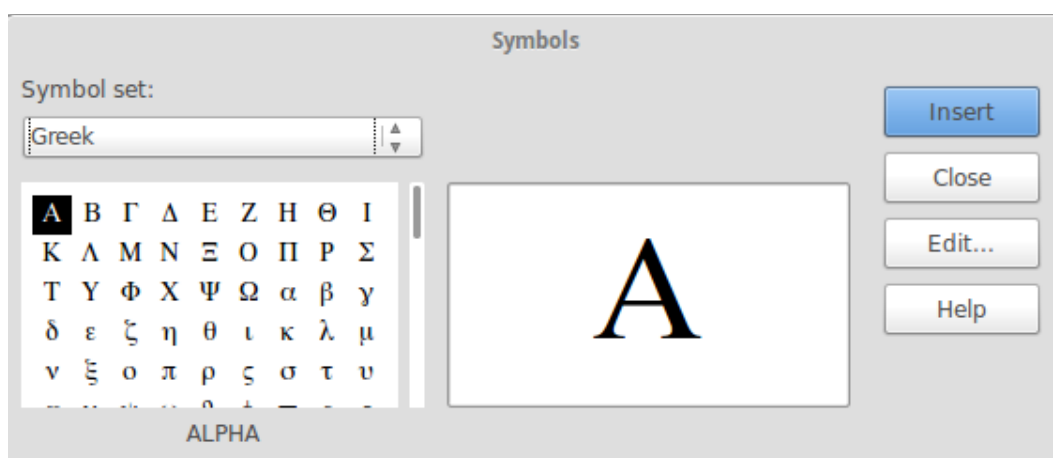 Symbols
Symbol set:
Greek
Insert
Close
Edit...
Help
Α Β Γ Δ Ε Ζ Η Θ Ι
Κ Λ Μ Ν Ξ Ο Π Ρ Σ
Τ Υ Φ Χ Ψ Ω α β γ
δ ε ζ η θ ι κ λ μ
ν ξ ο π ρ ς σ τ υ
Α
ALPHA